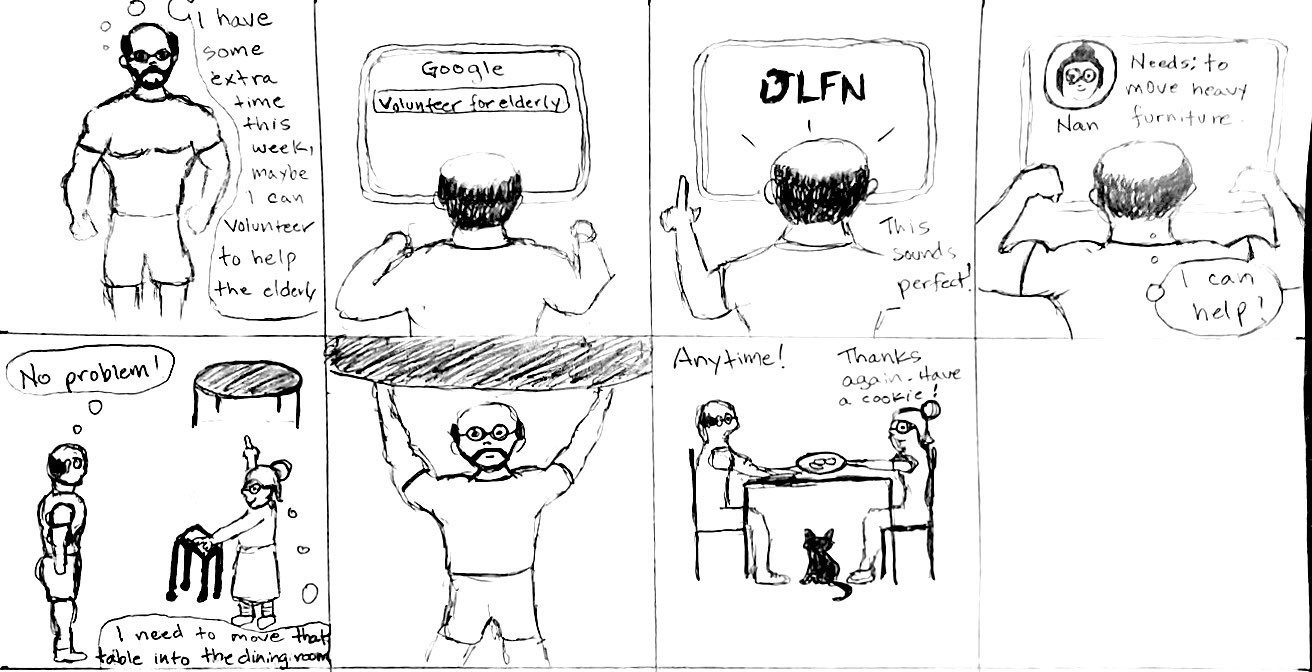 I have
some
extra
time
this
week,
maybe
I can
volunteer
to help
the elderly
Google
Volunteer for elderly
JLFN
This
sounds
perfect!
Needs: to
move heavy
furniture.
Nan
I can
help!
No problem!
I need to move that
table into the dining room
Anytime!
Thanks
again. Have
a cookie!